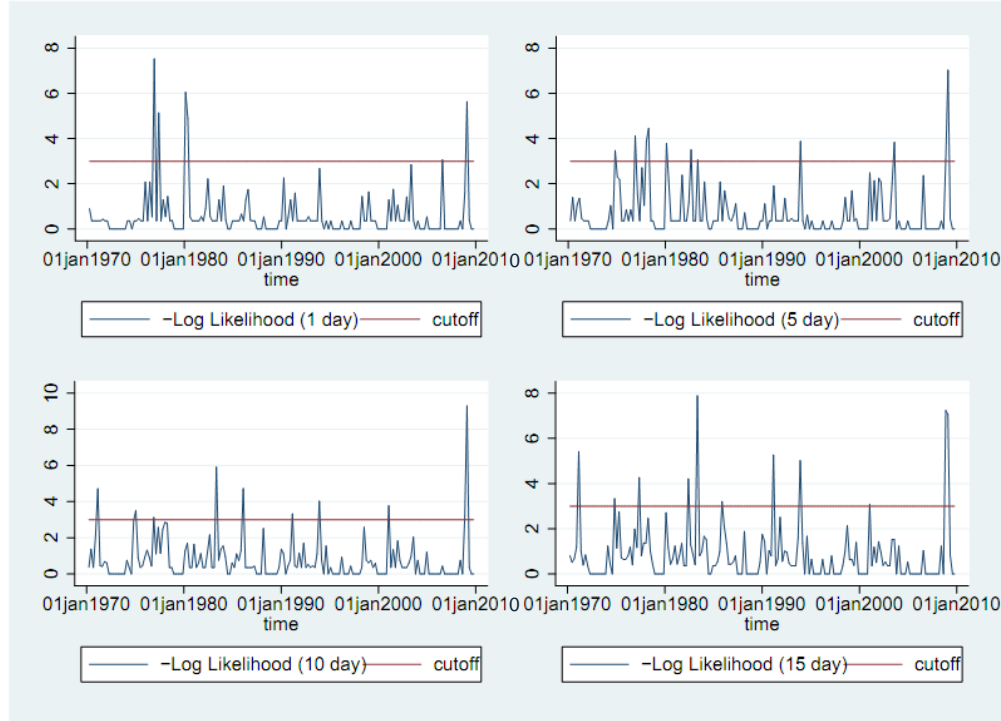 8
6
4
2
0
01jan1970 01jan1980 01jan1990 01jan2000 01jan2010
time
−Log Likelihood (1 day) cutoff
8
6
4
2
0
01jan1970 01jan1980 01jan1990 01jan2000 01jan2010
time
−Log Likelihood (5 day) cutoff
10
8
6
4
2
0
01jan1970 01jan1980 01jan1990 01jan2000 01jan2010
time
−Log Likelihood (10 day) cutoff
8
6
4
2
0
01jan1970 01jan1980 01jan1990 01jan2000 01jan2010
time
−Log Likelihood (15 day) cutoff